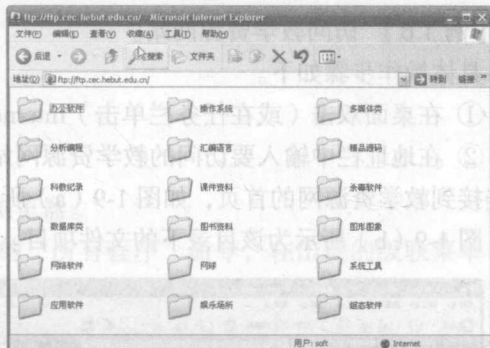 ftp://ftp.cec.hebut.edu.cn/ - Microsoft Internet Explorer
文件(F) 编辑(E) 查看(V) 收藏(A) 工具(T) 帮助(H)
后退 搜索 文件夹
地址(D) ftp://ftp.cec.hebut.edu.cn/ 转到 链接 »
办公软件 操作系统 多媒体类
分析编程 汇编语言 精品源码
科教纪录 课件资料 杀毒软件
数据库类 图书资料 图形图象
网络软件 网球 系统工具
应用软件 娱乐场所 组态软件
用户: soft Internet